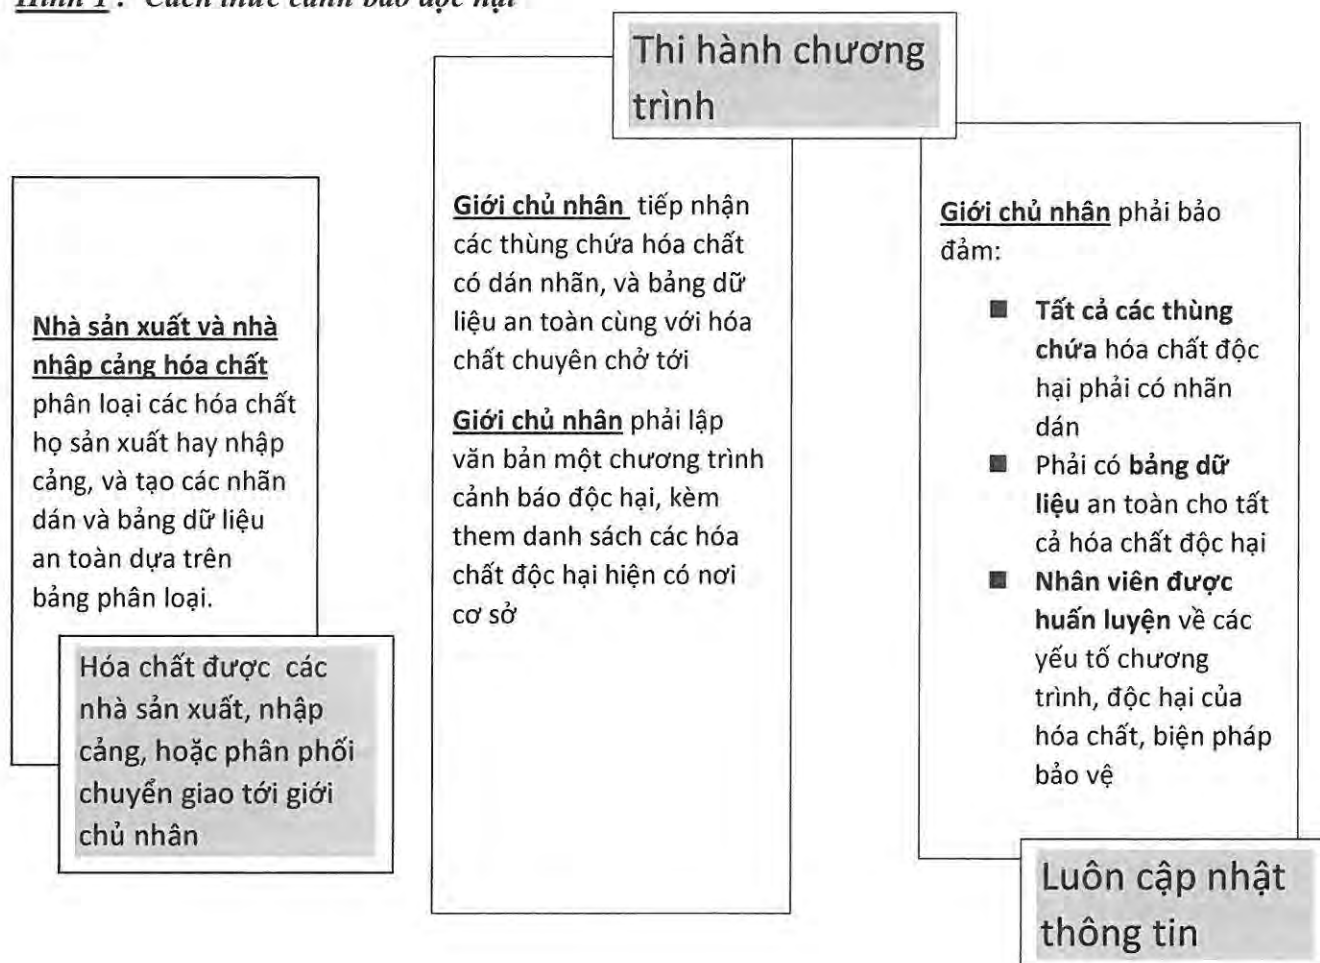 Hình 1 : Cách thức cảnh báo độc hại
Nhà sản xuất và nhà
nhập cảng hóa chất
phân loại các hóa chất
họ sản xuất hay nhập
cảng, và tạo các nhãn
dán và bảng dữ liệu
an toàn dựa trên
bảng phân loại.
Hóa chất được các
nhà sản xuất, nhập
cảng, hoặc phân phối
chuyển giao tới giới
chủ nhân
Thi hành chương
trình
Giới chủ nhân tiếp nhận
các thùng chứa hóa chất
có dán nhãn, và bảng dữ
liệu an toàn cùng với hóa
chất chuyên chở tới
Giới chủ nhân phải lập
văn bản một chương trình
cảnh báo độc hại, kèm
them danh sách các hóa
chất độc hại hiện có nơi
cơ sở
Giới chủ nhân phải bảo
đảm:
■ Tất cả các thùng
chứa hóa chất độc
hại phải có nhãn
dán
■ Phải có bảng dữ
liệu an toàn cho tất
cả hóa chất độc hại
■ Nhân viên được
huấn luyện về các
yếu tố chương
trình, độc hại của
hóa chất, biện pháp
bảo vệ
Luôn cập nhật
thông tin